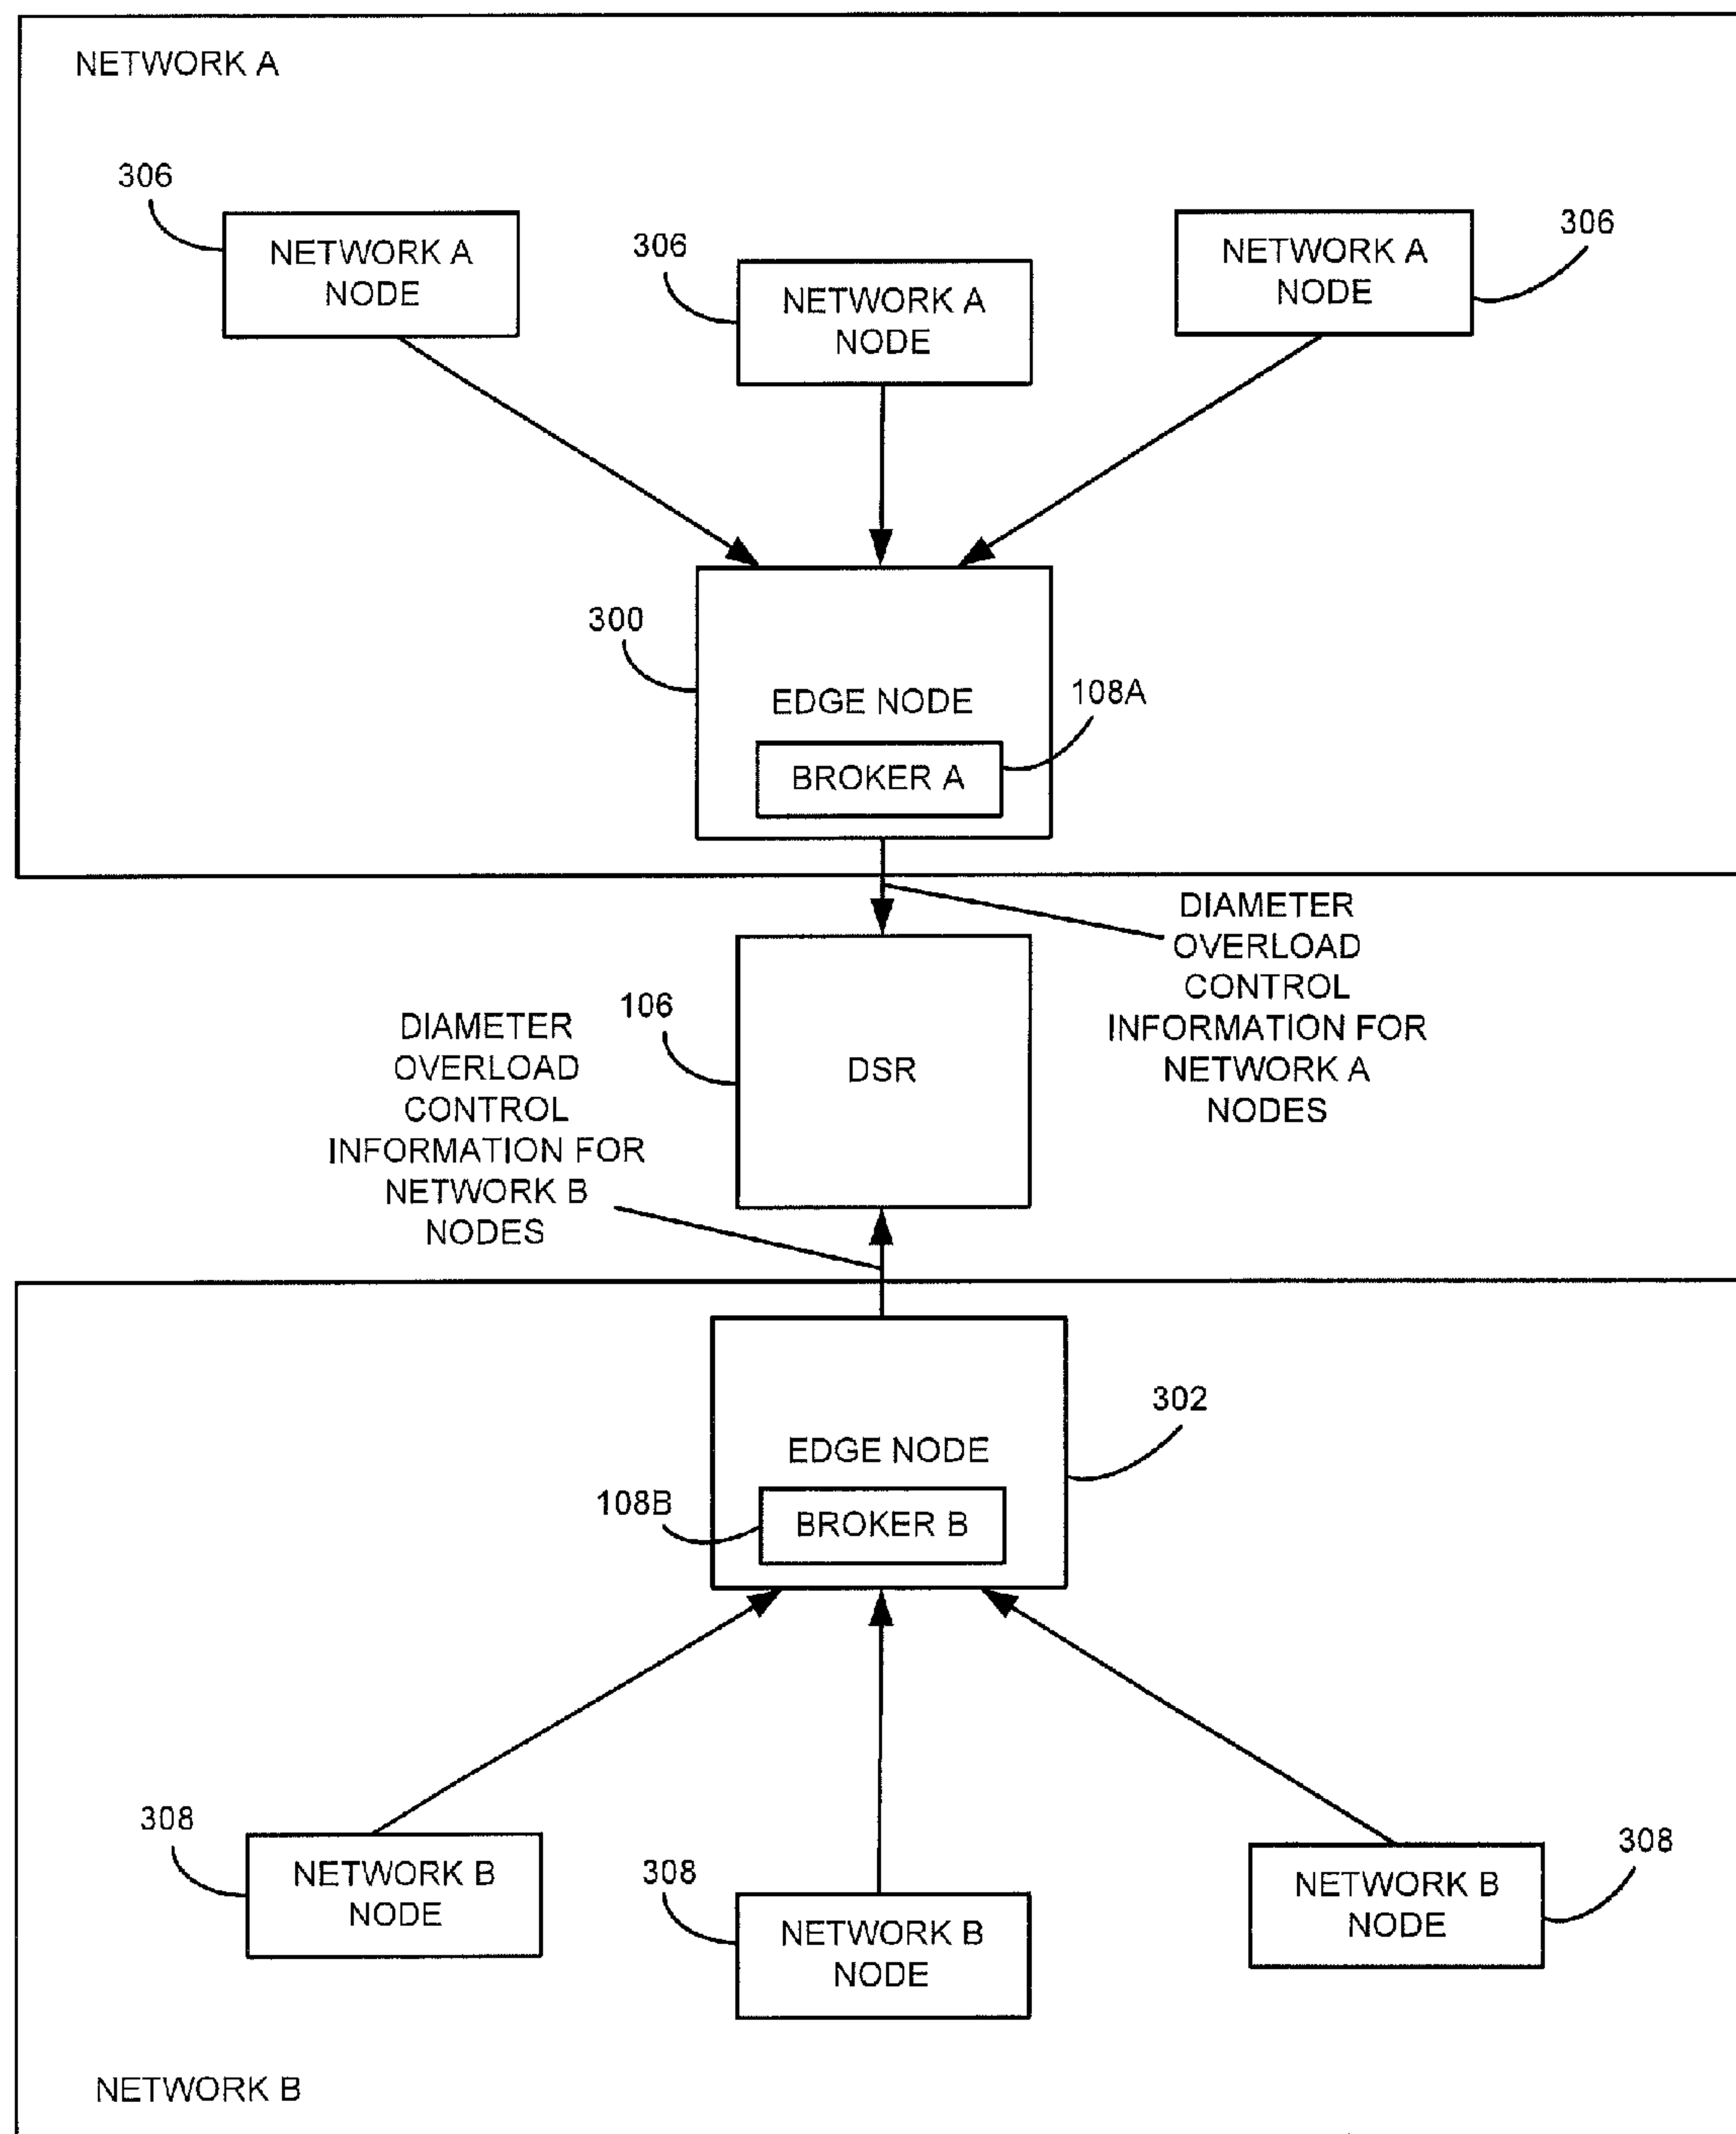 NETWORK A
306
NETWORK A
NODE
306
NETWORK A
NODE
306
NETWORK A
NODE
300
EDGE NODE
108A
BROKER A
DIAMETER
OVERLOAD
CONTROL
INFORMATION FOR
NETWORK A
NODES
106
DSR
DIAMETER
OVERLOAD
CONTROL
INFORMATION FOR
NETWORK B
NODES
302
EDGE NODE
108B
BROKER B
308
NETWORK B
NODE
308
NETWORK B
NODE
308
NETWORK B
NODE
NETWORK B